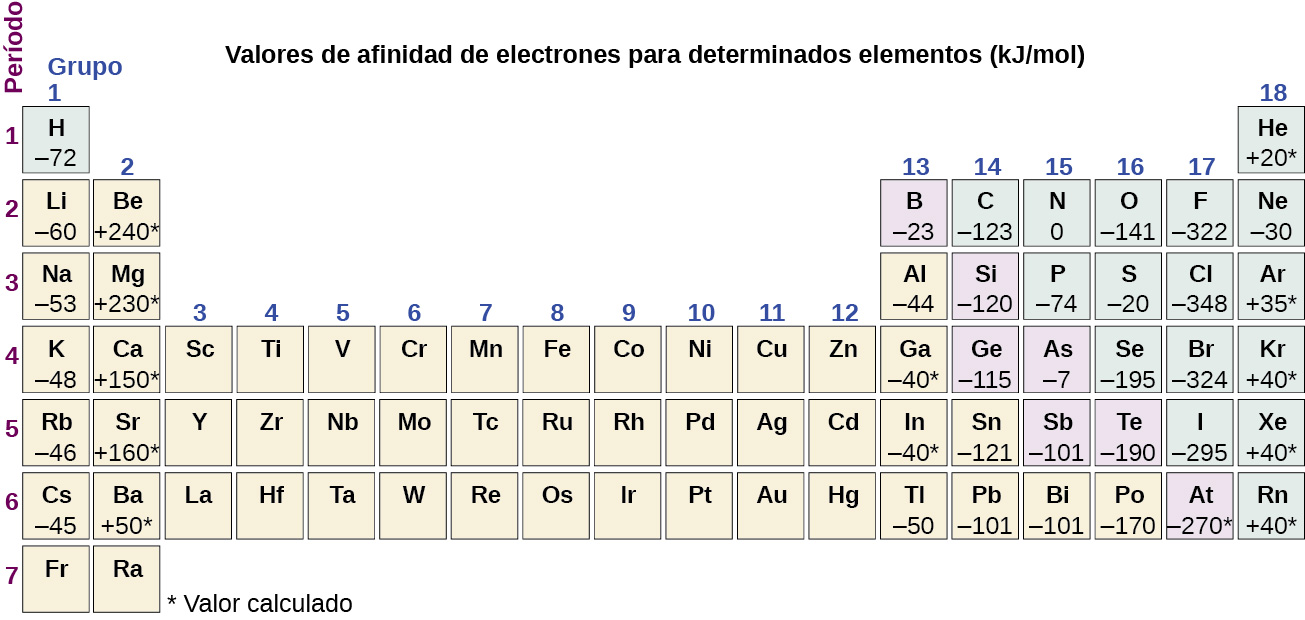 Período
Valores de afinidad de electrones para determinados elementos (kJ/mol)
Grupo
1 18
1 H He
–72 +20*
2 13 14 15 16 17
2 Li Be B C N O F Ne
–60 +240* –23 –123 0 –141 –322 –30
3 Na Mg Al Si P S Cl Ar
–53 +230* –44 –120 –74 –20 –348 +35*
3 4 5 6 7 8 9 10 11 12
4 K Ca Sc Ti V Cr Mn Fe Co Ni Cu Zn Ga Ge As Se Br Kr
–48 +150* –40* –115 –7 –195 –324 +40*
5 Rb Sr Y Zr Nb Mo Tc Ru Rh Pd Ag Cd In Sn Sb Te I Xe
–46 +160* –40* –121 –101 –190 –295 +40*
6 Cs Ba La Hf Ta W Re Os Ir Pt Au Hg Tl Pb Bi Po At Rn
–45 +50* –50 –101 –101 –170 –270* +40*
7 Fr Ra
* Valor calculado